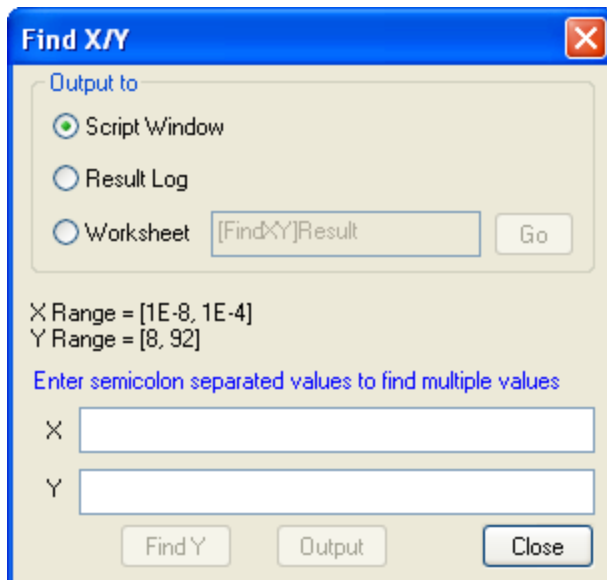 Find X/Y
Output to
Script Window
Result Log
Worksheet [FindXY]Result Go
X Range = [1E-8, 1E-4]
Y Range = [8, 92]
Enter semicolon separated values to find multiple values
X
Y
Find Y Output Close